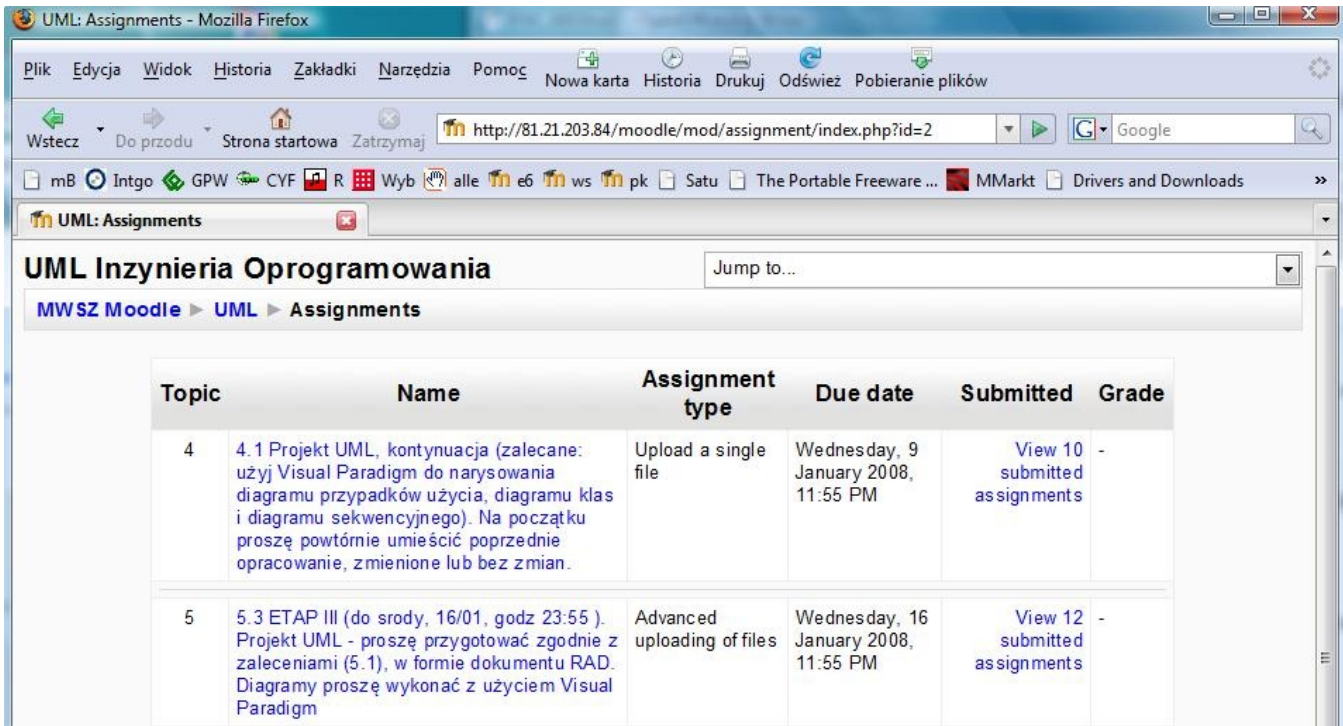 UML: Assignments - Mozilla Firefox
Plik Edycja Widok Historia Zakładki Narzędzia Pomoc Nowa karta Historia Drukuj Odśwież Pobieranie plików
Wstecz Do przodu Strona startowa Zatrzymaj http://81.21.203.84/moodle/mod/assignment/index.php?id=2 G Google
mB Intgo GPW CYF R Wyb alle e6 ws pk Satu The Portable Freeware ... MMarkt Drivers and Downloads »
UML: Assignments
UML Inzynieria Oprogramowania
Jump to...
MWSZ Moodle ► UML ► Assignments
Topic Name Assignment type Due date Submitted Grade
4
4.1 Projekt UML, kontynuacja (zalecane:
użyj Visual Paradigm do narysowania
diagramu przypadków użycia, diagramu klas
i diagramu sekwencyjnego). Na początku
proszę powtórnie umieścić poprzednie
opracowanie, zmienione lub bez zmian.
Upload a single
file
Wednesday, 9
January 2008,
11:55 PM
View 10
submitted
assignments
-
5
5.3 ETAP III (do srody, 16/01, godz 23:55 ).
Projekt UML - proszę przygotować zgodnie z
zaleceniami (5.1), w formie dokumentu RAD.
Diagramy proszę wykonać z użyciem Visual
Paradigm
Advanced
uploading of files
Wednesday, 16
January 2008,
11:55 PM
View 12
submitted
assignments
-